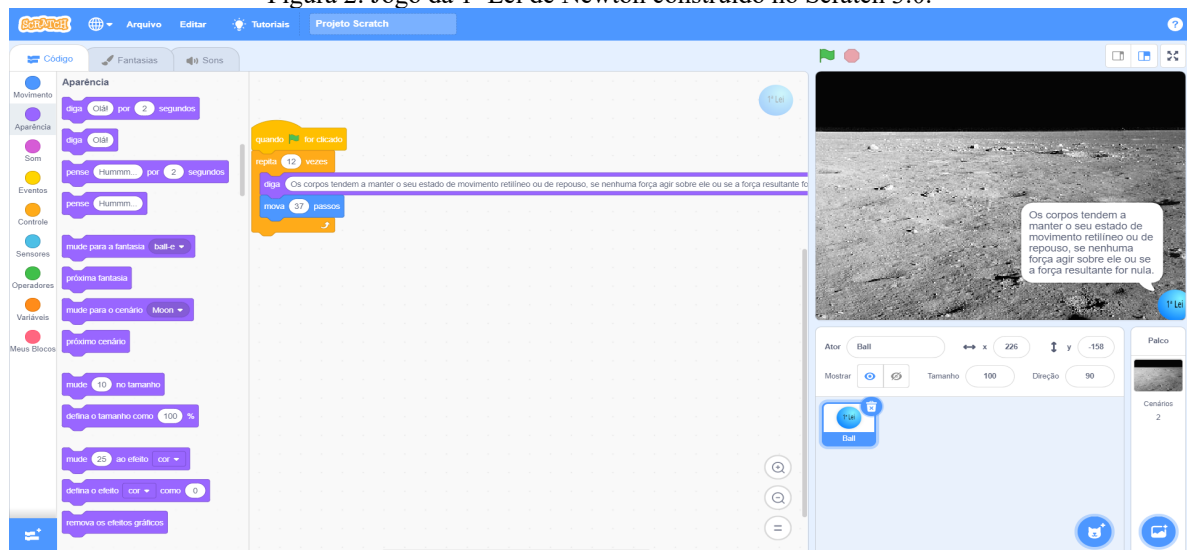 Figura 2: Jogo da 1ª Lei de Newton construído no Scratch 3.0.
SCRATCH Arquivo Editar Tutoriais Projeto Scratch ?
Código Fantasias Sons
Movimento
Aparência
Som
Eventos
Controle
Sensores
Operadores
Variáveis
Meus Blocos
Aparência
diga Olá! por 2 segundos
diga Olá!
pense Hummm... por 2 segundos
pense Hummm...
mude para a fantasia ball-e
próxima fantasia
mude para o cenário Moon
próximo cenário
mude 10 no tamanho
defina o tamanho como 100 %
mude 25 ao efeito cor
defina o efeito cor como 0
remova os efeitos gráficos
1ª Lei
quando for clicado
repita 12 vezes
diga Os corpos tendem a manter o seu estado de movimento retilíneo ou de repouso, se nenhuma força agir sobre ele ou se a força resultante fo
mova 37 passos
Os corpos tendem a
manter o seu estado de
movimento retilíneo ou de
repouso, se nenhuma
força agir sobre ele ou se
a força resultante for nula.
1ª Lei
Ator Ball x 226 y -158
Mostrar Tamanho 100 Direção 90
1ª Lei
Ball
Palco
Cenários
2